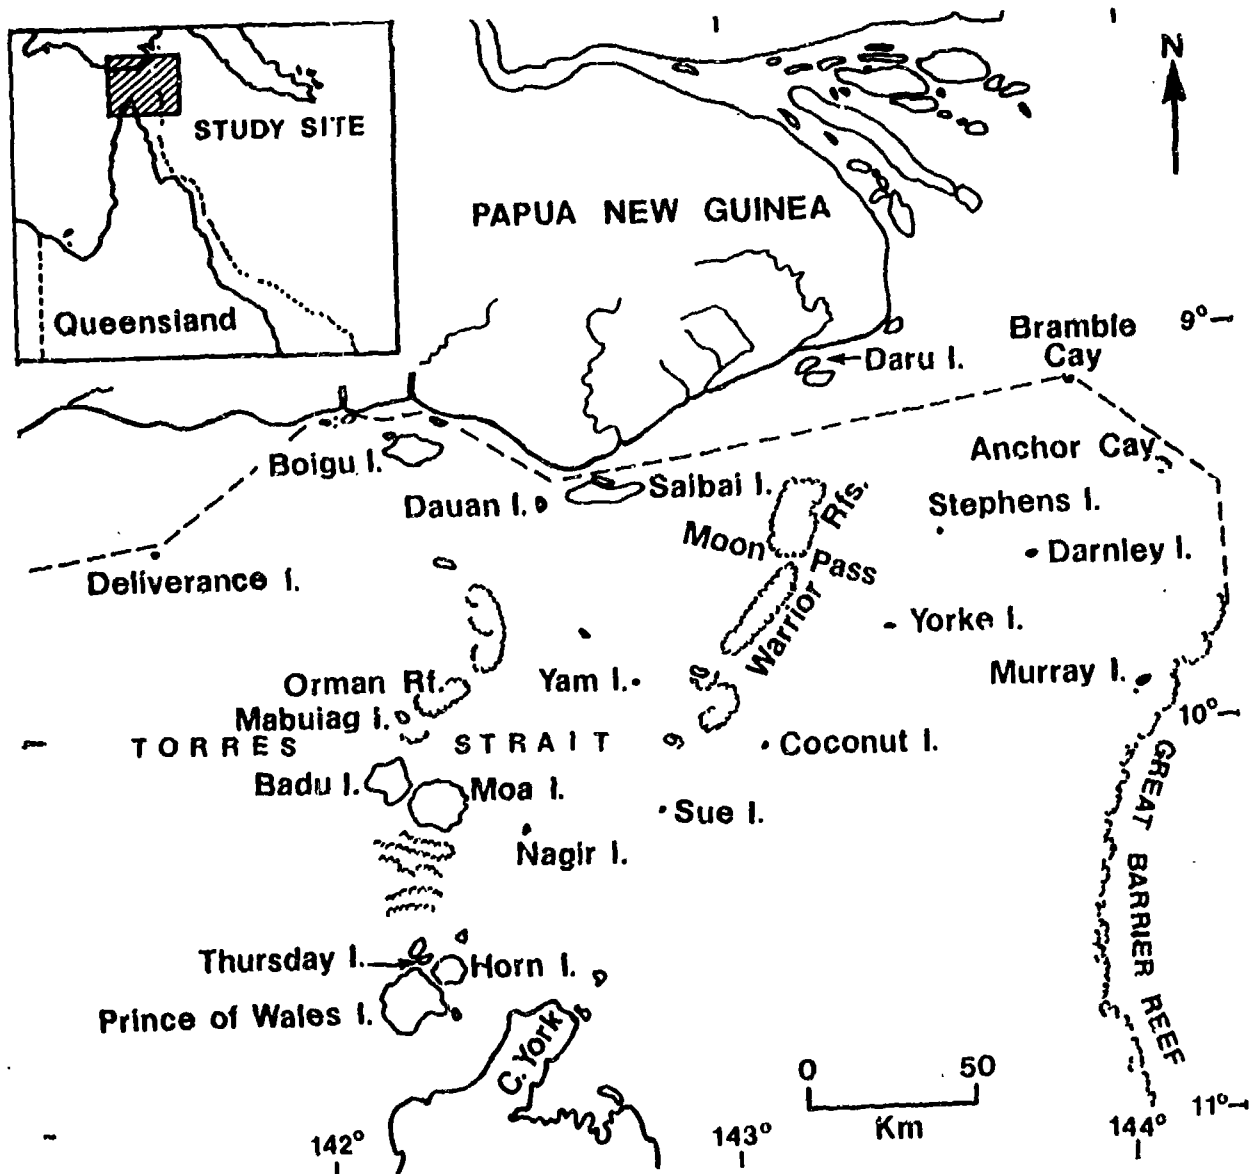 N
STUDY SITE
PAPUA NEW GUINEA
Queensland
Bramble
Cay
9°
Daru I.
Anchor Cay
Boigu I.
Saibai I.
Dauan I.
Stephens I.
Rfs.
Moon Pass
Darnley I.
Deliverance I.
Warrior
Yorke I.
Orman Rf.
Yam I.
Murray I.
Mabuiag I.
10°
TORRES STRAIT
Coconut I.
Badu I.
Moa I.
Sue I.
Nagir I.
GREAT BARRIER REEF
Thursday I.
Horn I.
Prince of Wales I.
C. York
0 50
Km
11°
142°
143°
144°